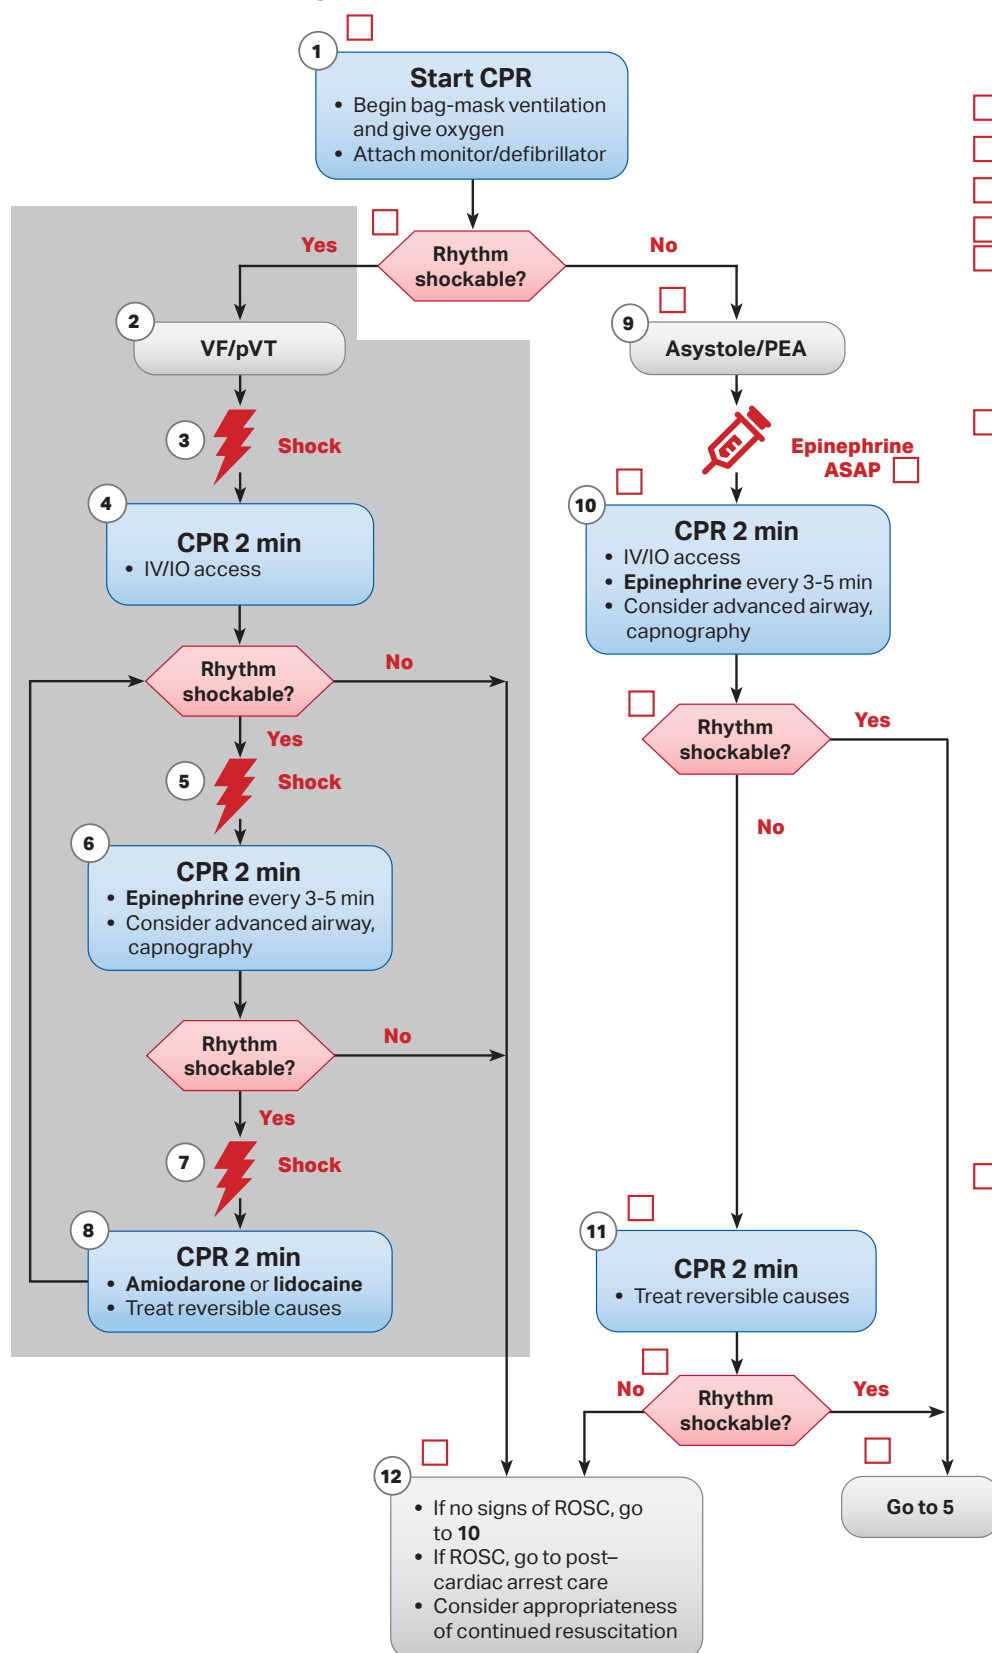 1
Start CPR
• Begin bag-mask ventilation
and give oxygen
• Attach monitor/defibrillator
Rhythm
shockable?
Yes
No
2
VF/pVT
9
Asystole/PEA
3
Shock
Epinephrine
ASAP
4
CPR 2 min
• IV/IO access
10
CPR 2 min
• IV/IO access
• Epinephrine every 3-5 min
• Consider advanced airway,
capnography
Rhythm
shockable?
No
Yes
Rhythm
shockable?
Yes
No
5
Shock
6
CPR 2 min
• Epinephrine every 3-5 min
• Consider advanced airway,
capnography
Rhythm
shockable?
No
Yes
7
Shock
8
CPR 2 min
• Amiodarone or lidocaine
• Treat reversible causes
11
CPR 2 min
• Treat reversible causes
Rhythm
shockable?
No
Yes
12
• If no signs of ROSC, go
to 10
• If ROSC, go to post–
cardiac arrest care
• Consider appropriateness
of continued resuscitation
Go to 5